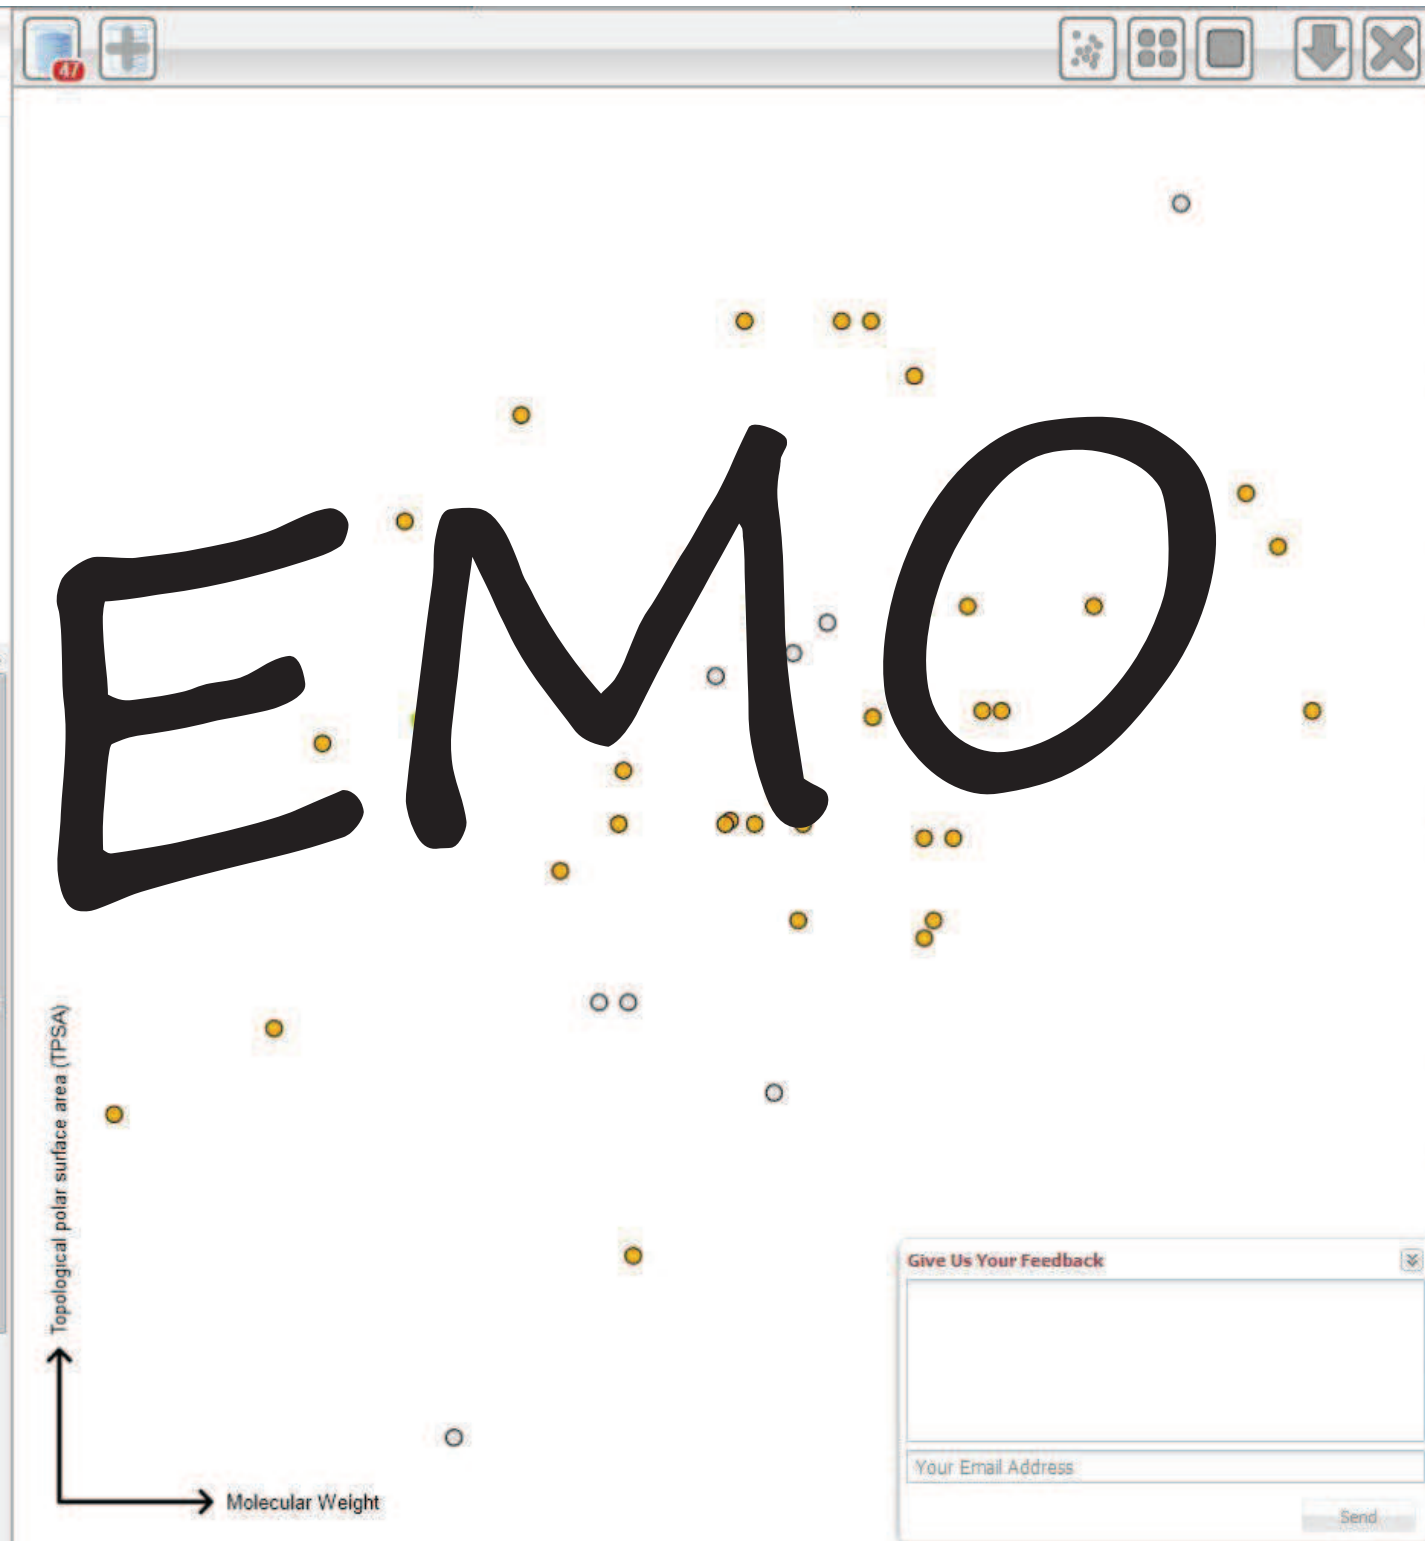 47
EMO
Topological polar surface area (TPSA)
Molecular Weight
Give Us Your Feedback
Your Email Address
Send